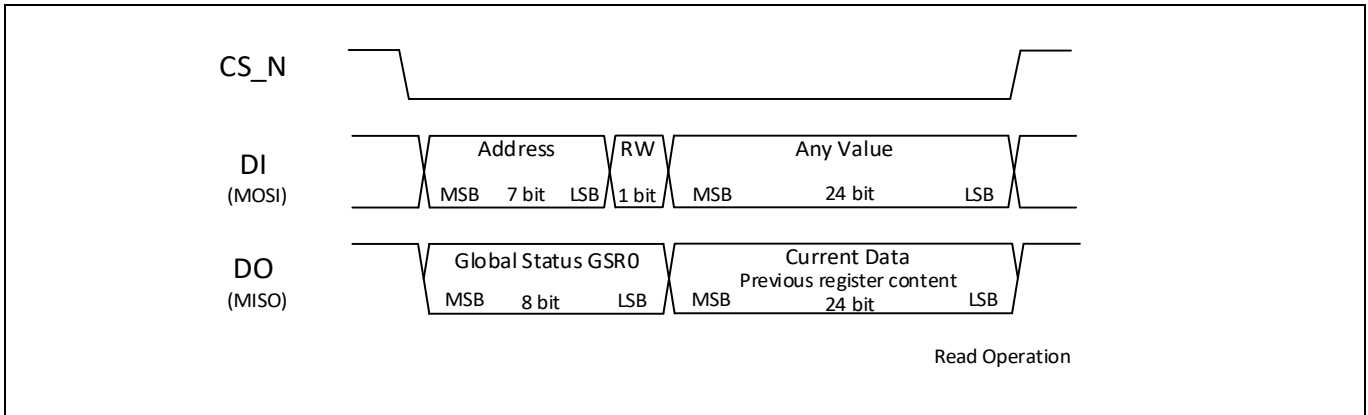 CS_N
DI
(MOSI)
Address RW Any Value
MSB 7 bit LSB 1 bit MSB 24 bit LSB
DO
(MISO)
Global Status GSR0 Current Data
Previous register content
MSB 8 bit LSB MSB 24 bit LSB
Read Operation